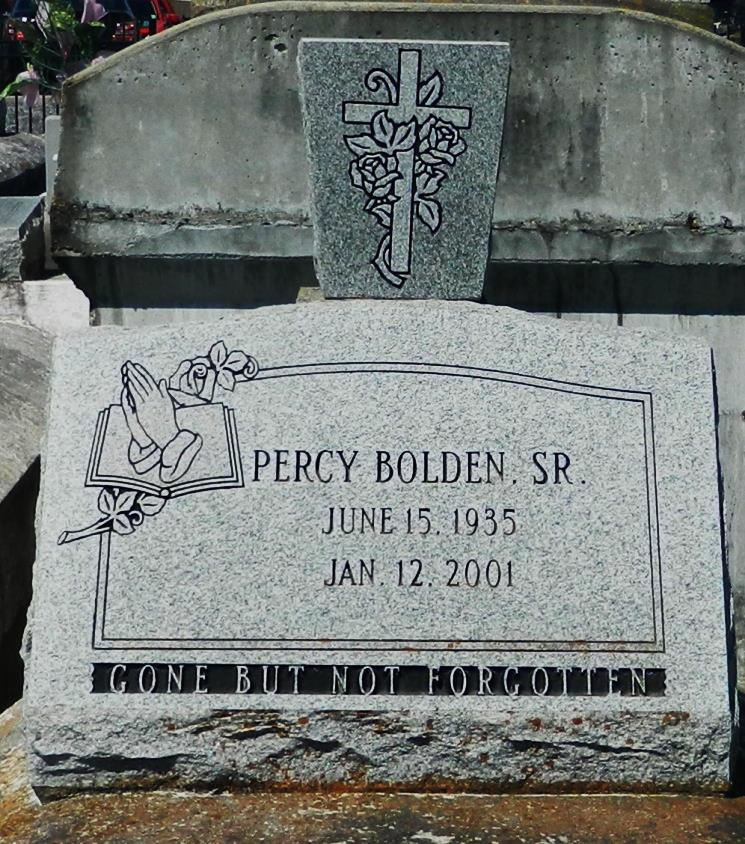 PERCY BOLDEN, SR.
JUNE 15, 1935
JAN. 12, 2001
GONE BUT NOT FORGOTTEN